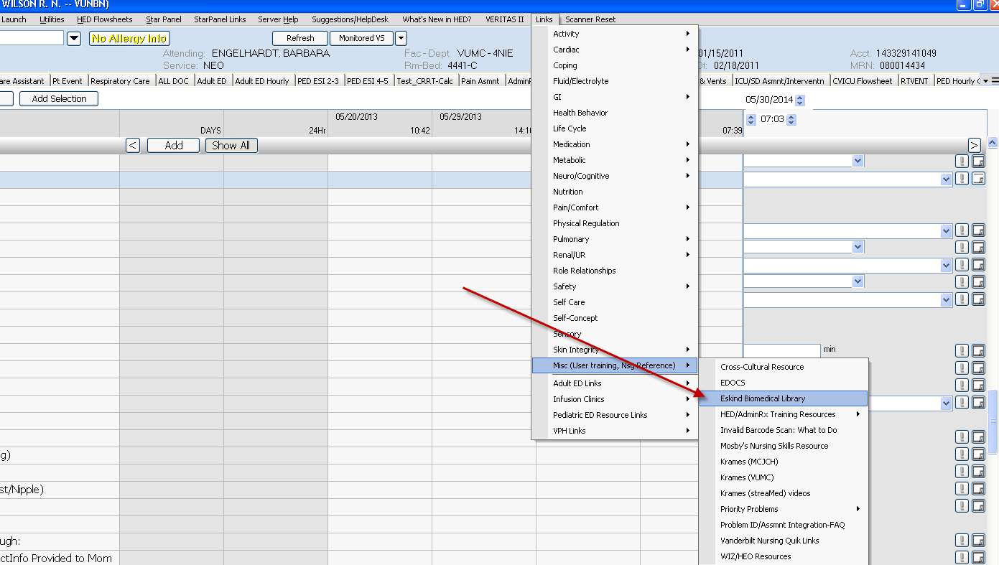 WILSON R. N. -- VUNBN)
Launch Utilities HED Flowsheets Star Panel StarPanel Links Server Help Suggestions/HelpDesk What's New in HED? VERITAS II Links Scanner Reset
No Allergy Info Refresh Monitored VS
Attending: ENGELHARDT, BARBARA Fac - Dept: VUMC - 4NIE 01/15/2011 Acct: 143329141049
Service: NEO Rm-Bed: 4441-C 02/18/2011 MRN: 080014434
are Assistant Pt Event Respiratory Care ALL DOC Adult ED Adult ED Hourly PED ESI 2-3 PED ESI 4-5 Test_CRRT-Calc Pain Asmnt & Vents ICU/SD Asmnt/Interventn CVICU Flowsheet RTVENT PED Hourly
Add Selection 05/30/2014
05/20/2013 05/29/2013 07:03
DAYS 24Hr 10:42 14:10 07:39
< Add Show All >
Activity
Cardiac
Coping
Fluid/Electrolyte
GI
Health Behavior
Life Cycle
Medication
Metabolic
Neuro/Cognitive
Nutrition
Pain/Comfort
Physical Regulation
Pulmonary
Renal/UR
Role Relationships
Safety
Self Care
Self-Concept
Sensory
Skin Integrity
Misc (User training, Nsg Reference)
Adult ED Links
Infusion Clinics
Pediatric ED Resource Links
VPH Links
min
Cross-Cultural Resource
EDOCS
Eskind Biomedical Library
HED/AdminRx Training Resources
Invalid Barcode Scan: What to Do
Mosby's Nursing Skills Resource
Krames (MCJCH)
Krames (VUMC)
Krames (streaMed) videos
Priority Problems
Problem ID/Assmnt Integration-FAQ
Vanderbilt Nursing Quik Links
WIZ/HEO Resources
g)
st/Nipple)
ugh:
ctInfo Provided to Mom